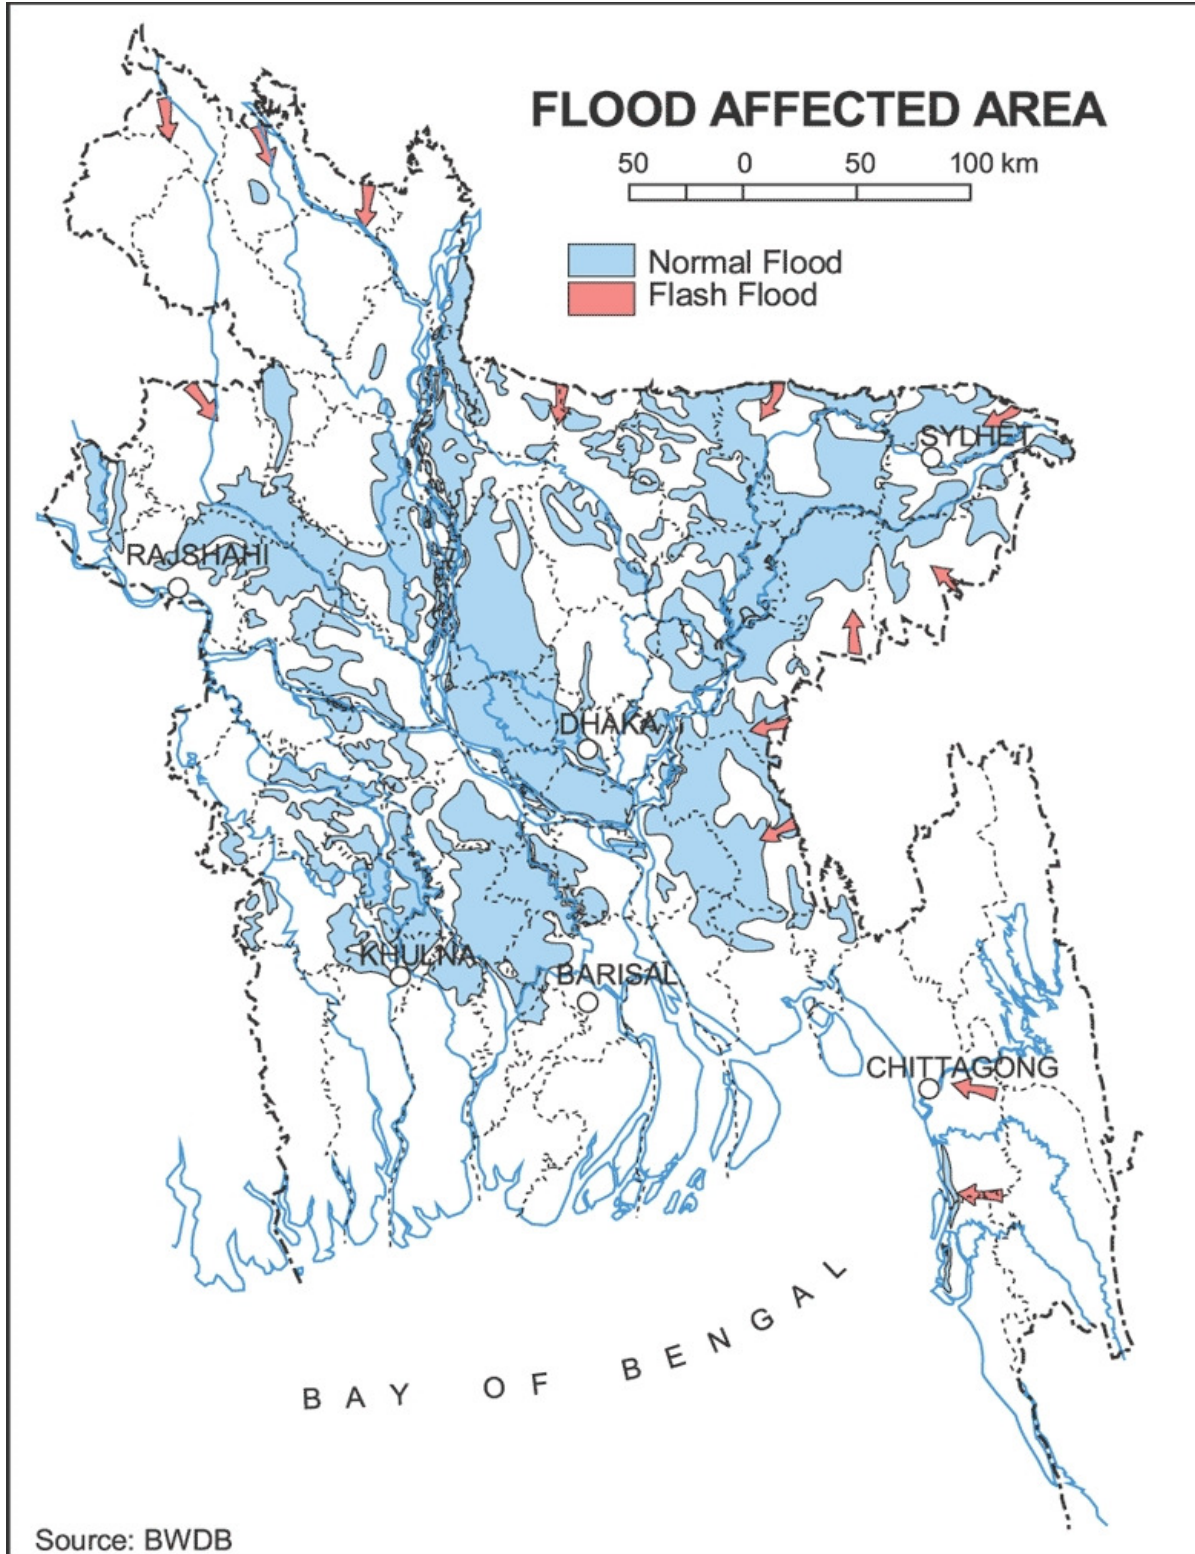 FLOOD AFFECTED AREA
50 0 50 100 km
Normal Flood
Flash Flood
SYLHET
RAJSHAHI
DHAKA
KHULNA
BARISAL
CHITTAGONG
BAY OF BENGAL
Source: BWDB